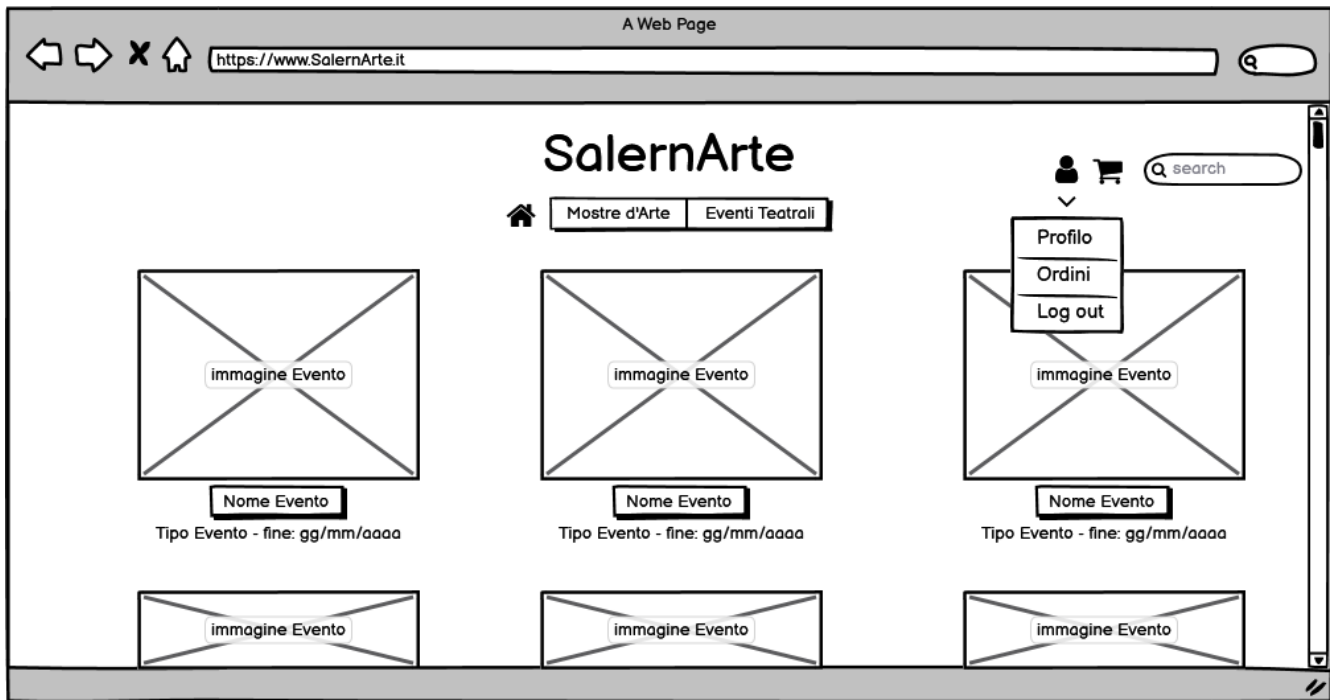 A Web Page
https://www.SalernArte.it
SalernArte
search
Mostre d'Arte Eventi Teatrali
Profilo
Ordini
Log out
immagine Evento immagine Evento immagine Evento
Nome Evento Nome Evento Nome Evento
Tipo Evento - fine: gg/mm/aaaa Tipo Evento - fine: gg/mm/aaaa Tipo Evento - fine: gg/mm/aaaa
immagine Evento immagine Evento immagine Evento